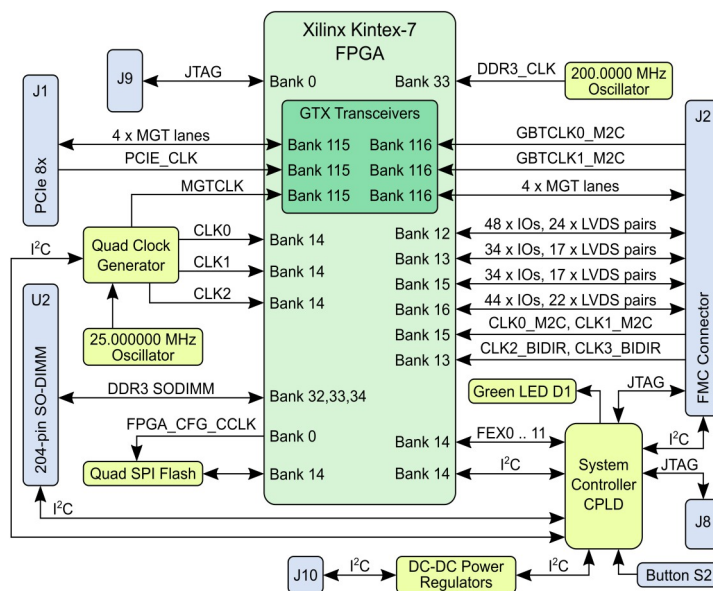 Xilinx Kintex-7
FPGA
J9
JTAG
Bank 0
Bank 33
DDR3_CLK
200.0000 MHz
Oscillator
J1
PCIe 8x
J2
FMC Connector
GTX Transceivers
4 x MGT lanes
Bank 115
Bank 116
GBTCLK0_M2C
PCIE_CLK
Bank 115
Bank 116
GBTCLK1_M2C
MGTCLK
Bank 115
Bank 116
4 x MGT lanes
I²C
Quad Clock
Generator
CLK0
Bank 14
CLK1
Bank 14
CLK2
Bank 14
Bank 12
48 x IOs, 24 x LVDS pairs
Bank 13
34 x IOs, 17 x LVDS pairs
Bank 15
34 x IOs, 17 x LVDS pairs
Bank 16
44 x IOs, 22 x LVDS pairs
Bank 15
CLK0_M2C, CLK1_M2C
Bank 13
CLK2_BIDIR, CLK3_BIDIR
U2
204-pin SO-DIMM
25.000000 MHz
Oscillator
DDR3 SODIMM
Bank 32,33,34
Green LED D1
JTAG
FPGA_CFG_CCLK
Bank 0
Quad SPI Flash
Bank 14
Bank 14
FEX0 .. 11
Bank 14
I²C
System
Controller
CPLD
I²C
JTAG
J8
I²C
J10
I²C
DC-DC Power
Regulators
I²C
Button S2